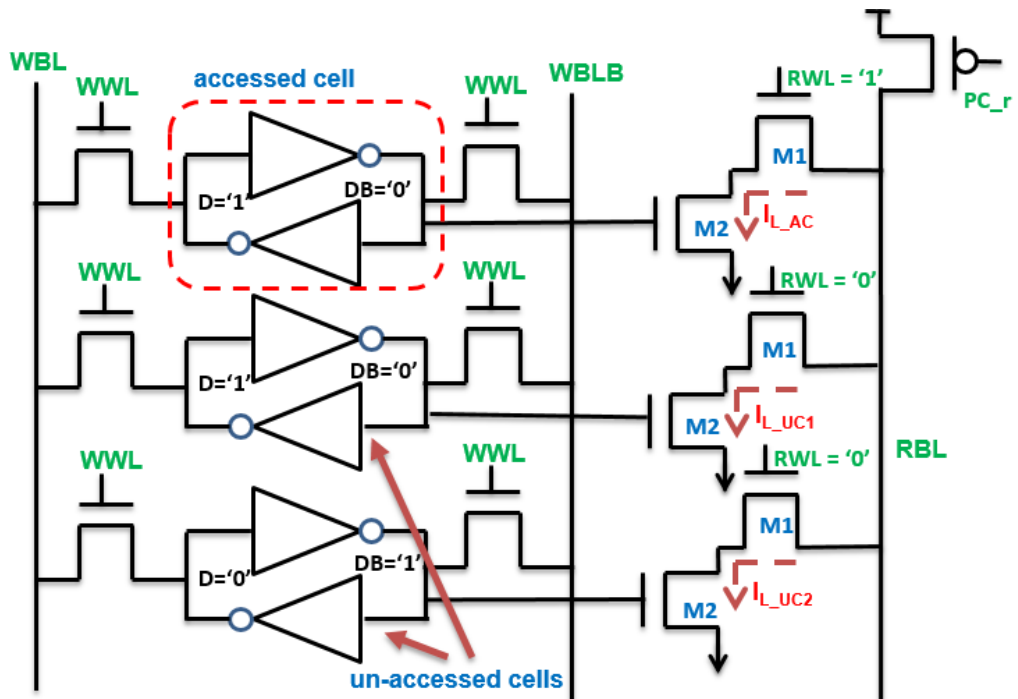 WBL
WWL
accessed cell
WWL
WBLB
RWL = '1'
PC_r
D='1'
DB='0'
M1
M2
I_L_AC
WWL
WWL
RWL = '0'
D='1'
DB='0'
M1
M2
I_L_UC1
WWL
WWL
RWL = '0'
RBL
D='0'
DB='1'
M1
M2
I_L_UC2
un-accessed cells